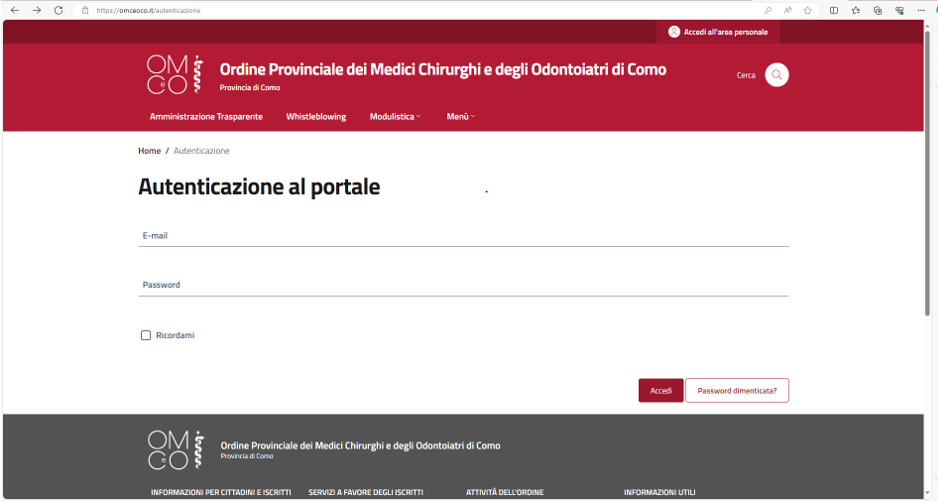 https://omceoco.it/autenticazione
Accedi all'area personale
OM
CeO
Ordine Provinciale dei Medici Chirurghi e degli Odontoiatri di Como
Provincia di Como
Cerca
Amministrazione Trasparente Whistleblowing Modulistica Menù
Home / Autenticazione
Autenticazione al portale
E-mail
Password
Ricordami
Accedi Password dimenticata?
OM
CeO
Ordine Provinciale dei Medici Chirurghi e degli Odontoiatri di Como
Provincia di Como
INFORMAZIONI PER CITTADINI E ISCRITTI SERVIZI A FAVORE DEGLI ISCRITTI ATTIVITÀ DELL'ORDINE INFORMAZIONI UTILI